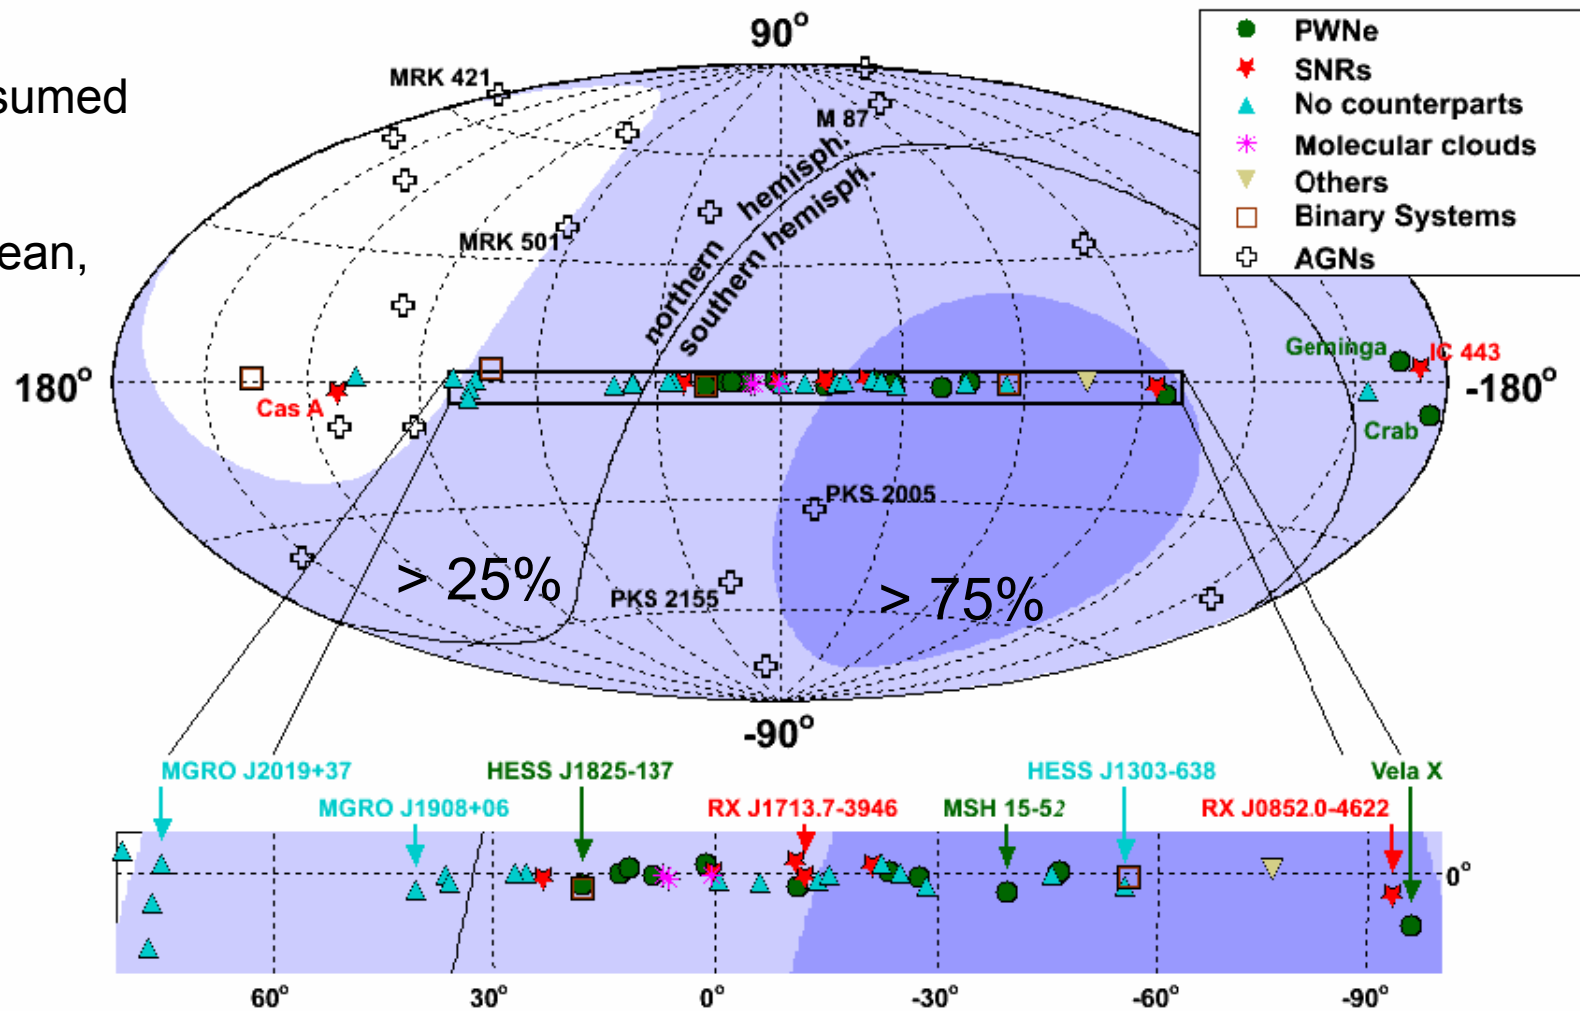 sumed
ean,
90°
PWNe
SNRs
No counterparts
Molecular clouds
Others
Binary Systems
AGNs
MRK 421
M 87
MRK 501
northern hemisph.
southern hemisph.
180°
Cas A
Geminga
IC 443
-180°
Crab
PKS 2005
> 25%
PKS 2155
> 75%
-90°
MGRO J2019+37
HESS J1825-137
HESS J1303-638
Vela X
MGRO J1908+06
RX J1713.7-3946
MSH 15-52
RX J0852.0-4622
0°
60°
30°
0°
-30°
-60°
-90°